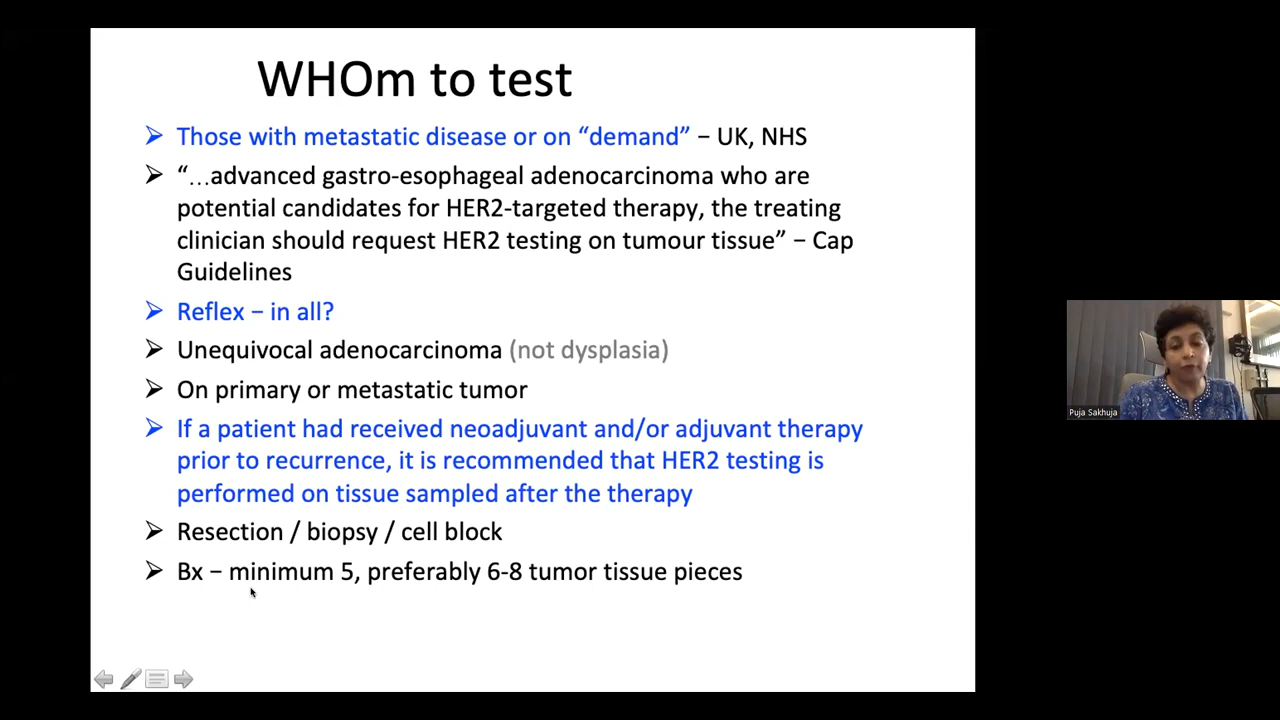 WHOm to test
Those with metastatic disease or on “demand” – UK, NHS
“...advanced gastro-esophageal adenocarcinoma who are
potential candidates for HER2-targeted therapy, the treating
clinician should request HER2 testing on tumour tissue” – Cap
Guidelines
Reflex – in all?
Unequivocal adenocarcinoma (not dysplasia)
On primary or metastatic tumor
If a patient had received neoadjuvant and/or adjuvant therapy
prior to recurrence, it is recommended that HER2 testing is
performed on tissue sampled after the therapy
Resection / biopsy / cell block
Bx – minimum 5, preferably 6-8 tumor tissue pieces
Puja Sakhuja